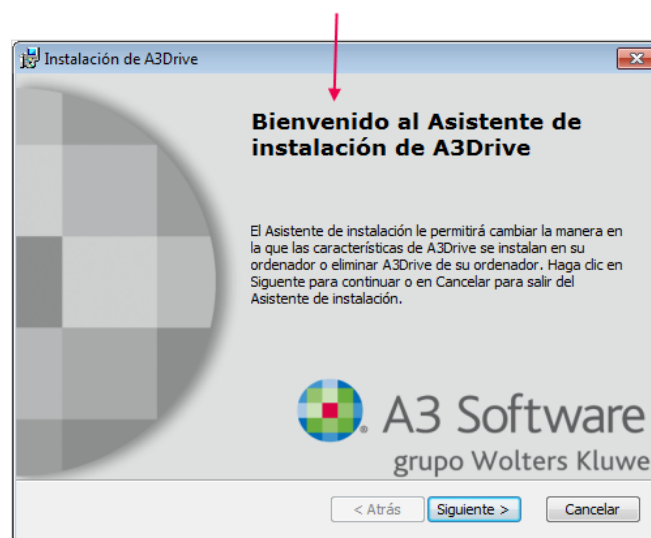 Instalación de A3Drive
Bienvenido al Asistente de
instalación de A3Drive
El Asistente de instalación le permitirá cambiar la manera en
la que las características de A3Drive se instalan en su
ordenador o eliminar A3Drive de su ordenador. Haga clic en
Siguente para continuar o en Cancelar para salir del
Asistente de instalación.
A3 Software
grupo Wolters Kluwe
< Atrás Siguiente > Cancelar